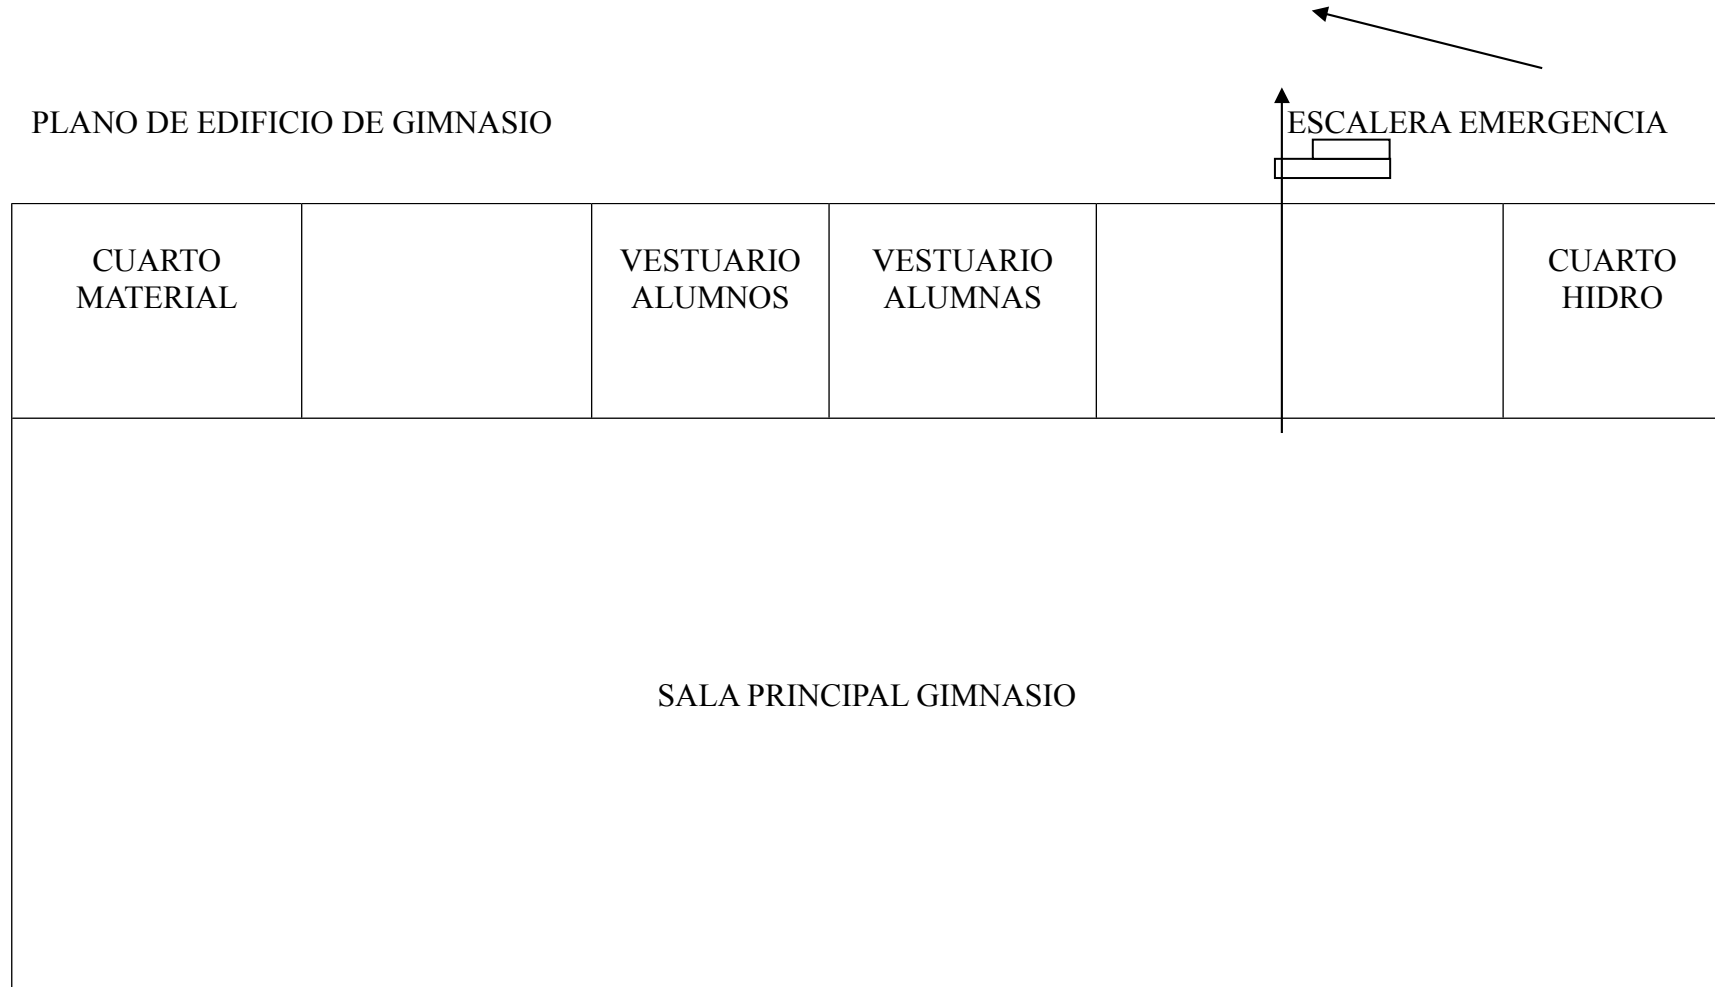 PLANO DE EDIFICIO DE GIMNASIO
ESCALERA EMERGENCIA
CUARTO
MATERIAL
VESTUARIO
ALUMNOS
VESTUARIO
ALUMNAS
CUARTO
HIDRO
SALA PRINCIPAL GIMNASIO